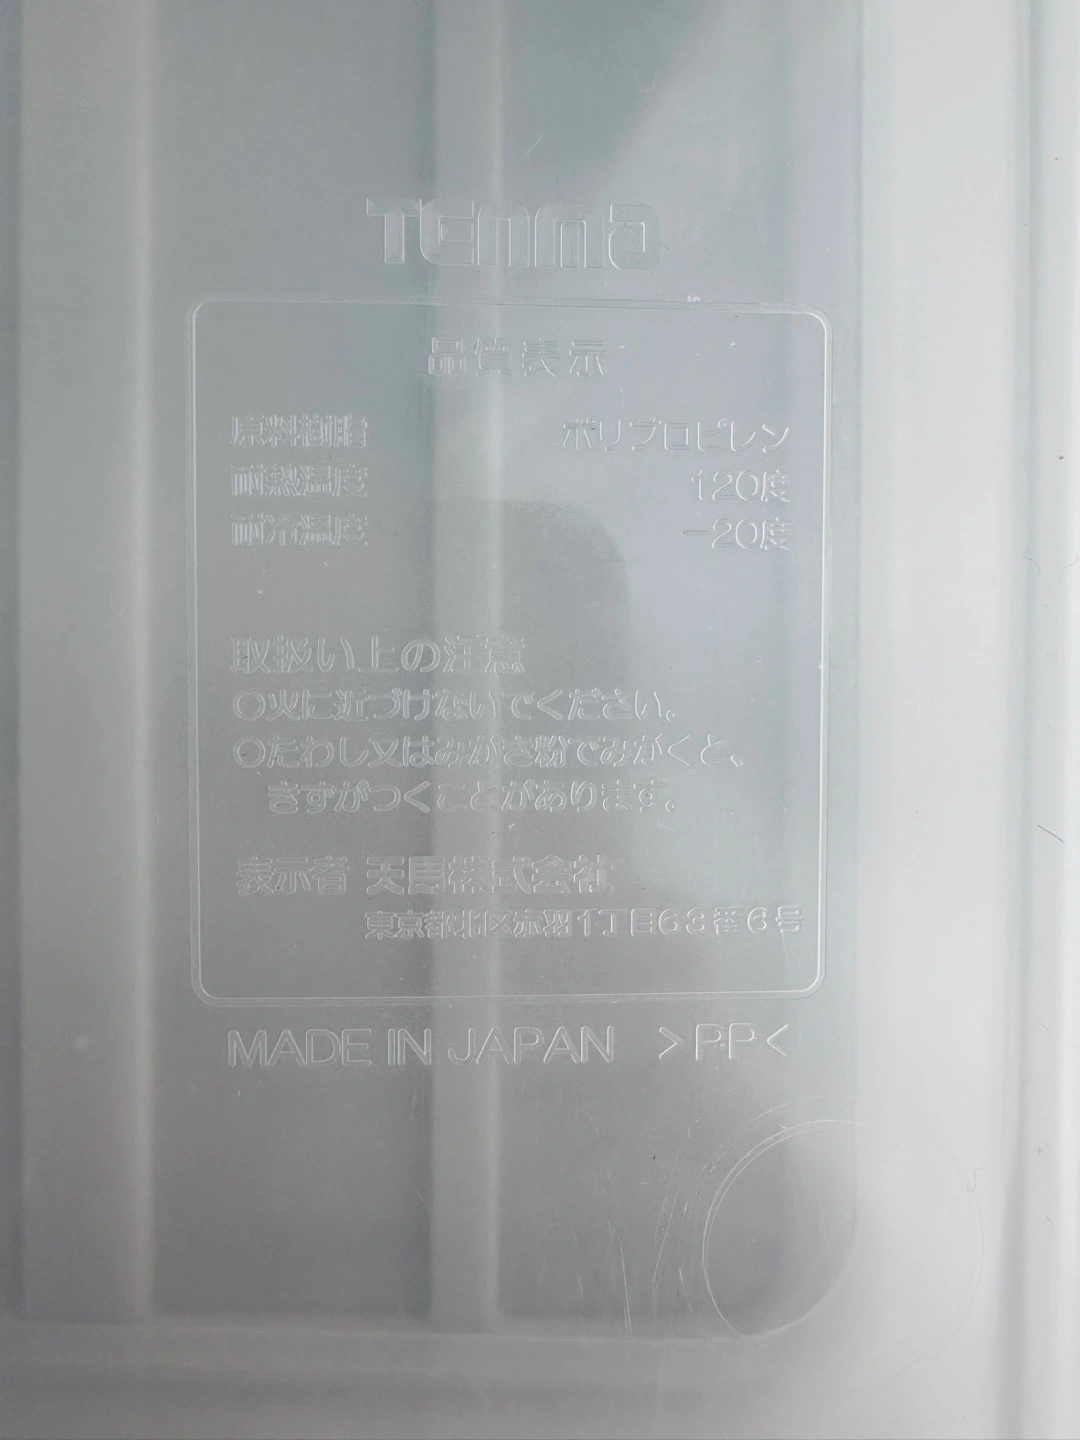 TENMA
品質表示
原料樹脂 ポリプロピレン
耐熱温度 120度
耐冷温度 -20度
取扱い上の注意
○火に近づけないでください。
○たわし又はみがき粉でみがくと、
きずがつくことがあります。
表示者 天馬株式会社
東京都北区赤羽1丁目63番6号
MADE IN JAPAN >PP<